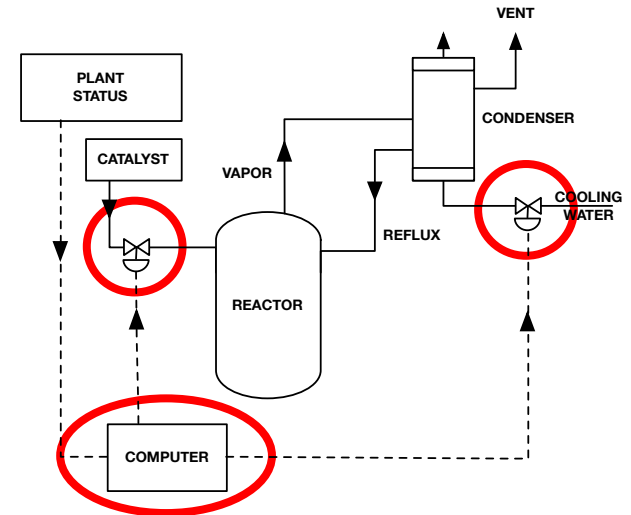 VENT
PLANT
STATUS
CONDENSER
CATALYST
VAPOR
COOLING
WATER
REFLUX
REACTOR
COMPUTER